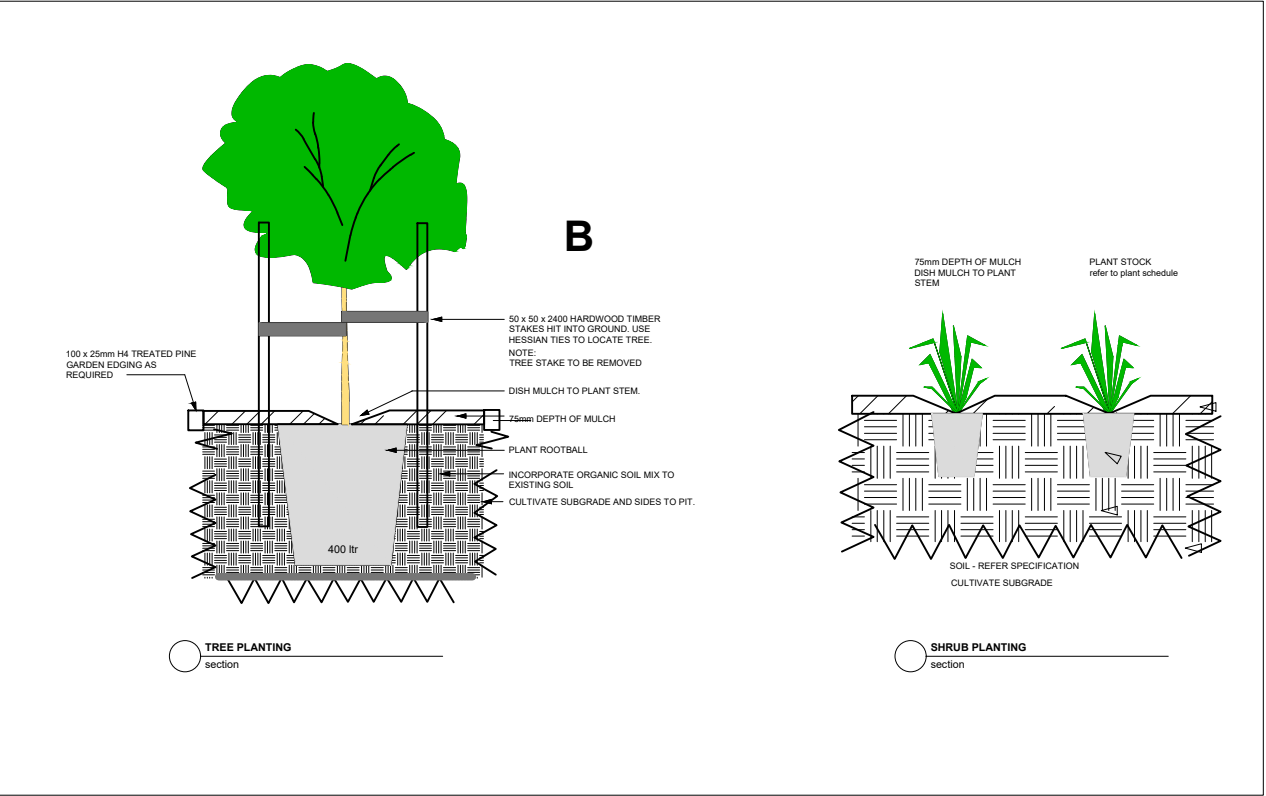 B
75mm DEPTH OF MULCH
DISH MULCH TO PLANT
STEM
PLANT STOCK
refer to plant schedule
50 x 50 x 2400 HARDWOOD TIMBER
STAKES HIT INTO GROUND. USE
HESSIAN TIES TO LOCATE TREE.
NOTE:
TREE STAKE TO BE REMOVED
100 x 25mm H4 TREATED PINE
GARDEN EDGING AS
REQUIRED
DISH MULCH TO PLANT STEM.
75mm DEPTH OF MULCH
PLANT ROOTBALL
INCORPORATE ORGANIC SOIL MIX TO
EXISTING SOIL
CULTIVATE SUBGRADE AND SIDES TO PIT.
400 ltr
SOIL - REFER SPECIFICATION
CULTIVATE SUBGRADE
TREE PLANTING
section
SHRUB PLANTING
section